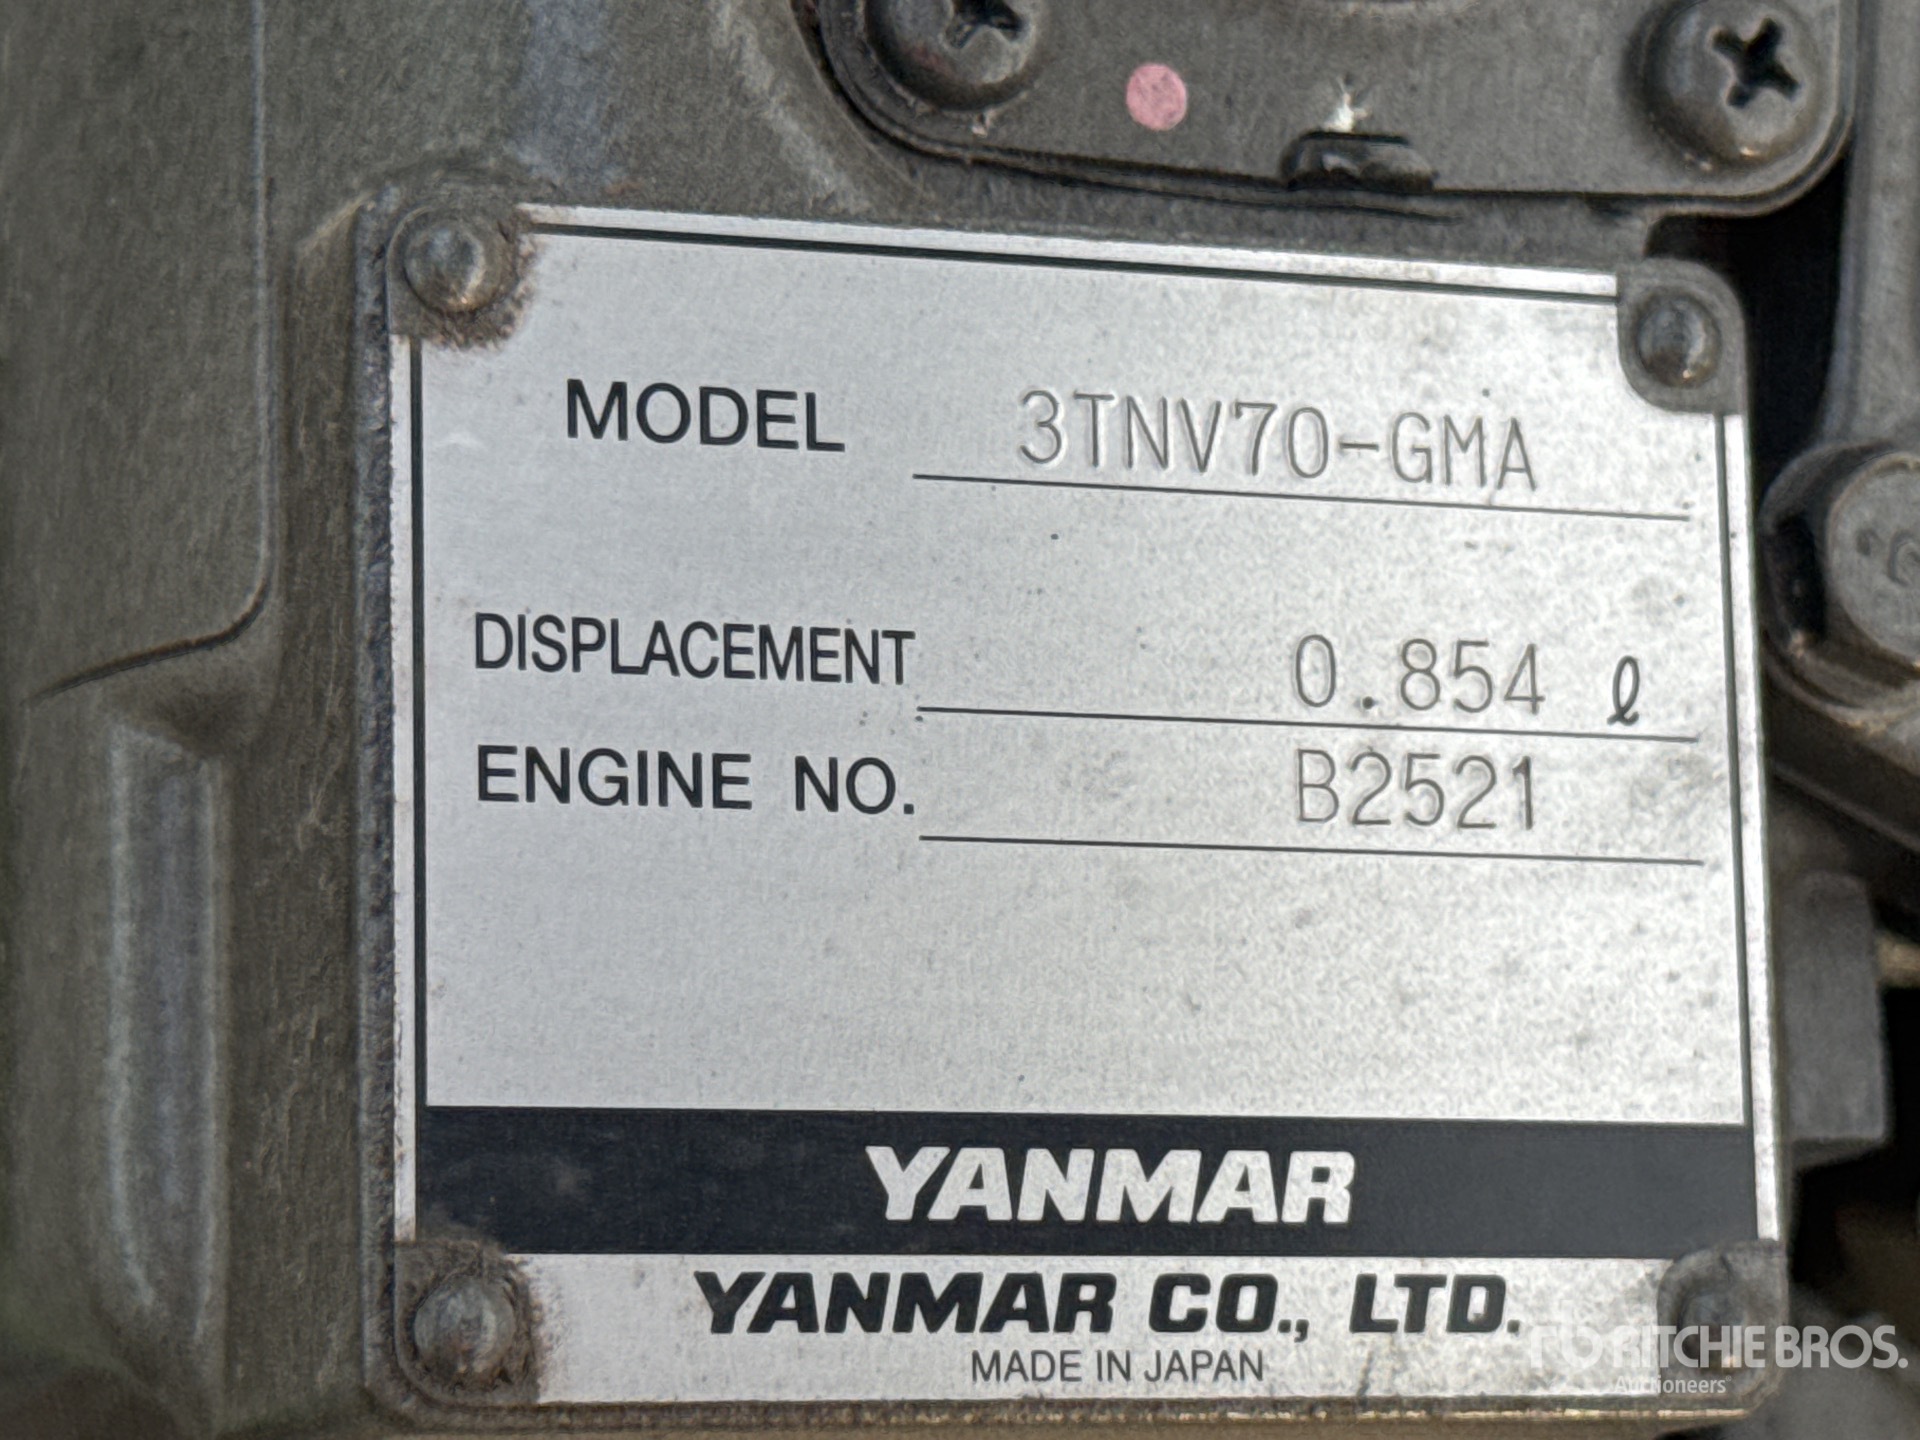 MODEL 3TNV70-GMA
DISPLACEMENT 0.854 ℓ
ENGINE NO. B2521
YANMAR
YANMAR CO., LTD.
MADE IN JAPAN
RITCHIE BROS.
Auctioneers